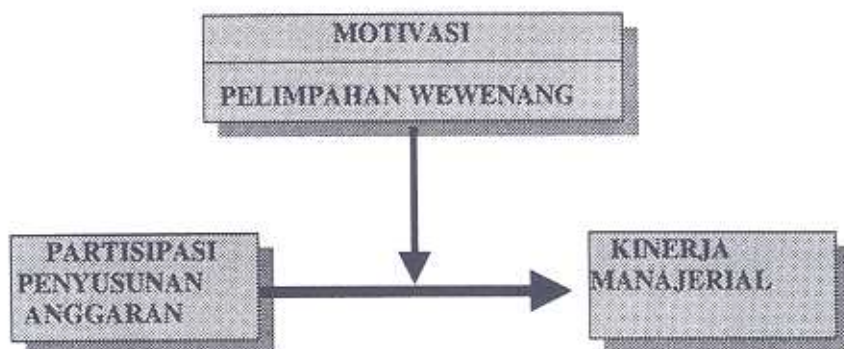 MOTIVASI
PELIMPAHAN WEWENANG
PARTISIPASI
PENYUSUNAN
ANGGARAN
KINERJA
MANAJERIAL